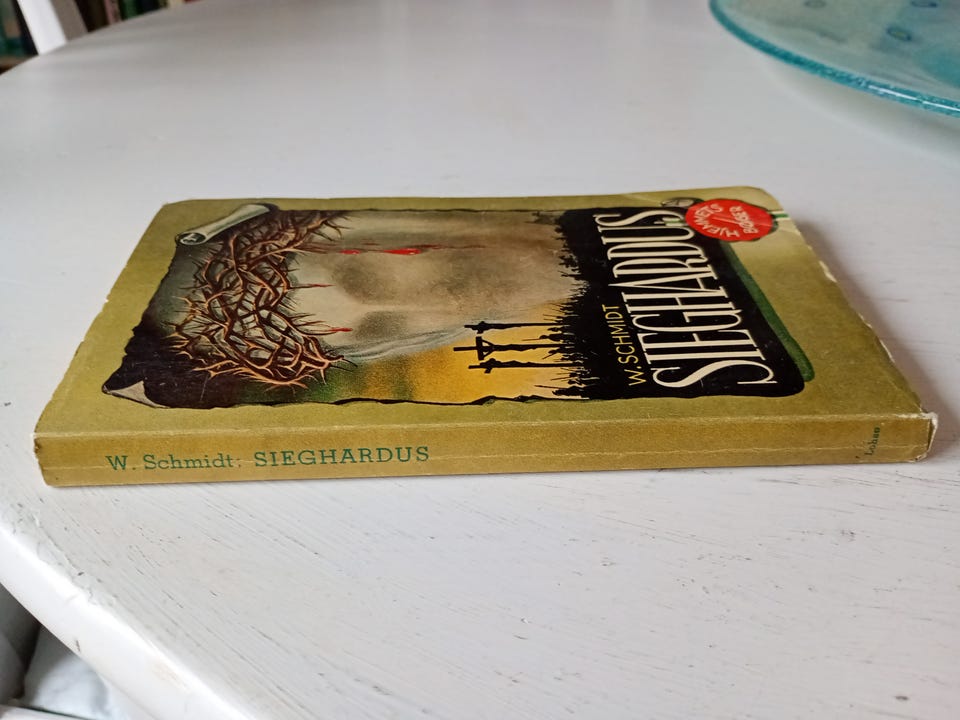 HJEMMETS
BØGER
W. SCHMIDT
SIEGHARDUS
W. Schmidt: SIEGHARDUS
Lohse